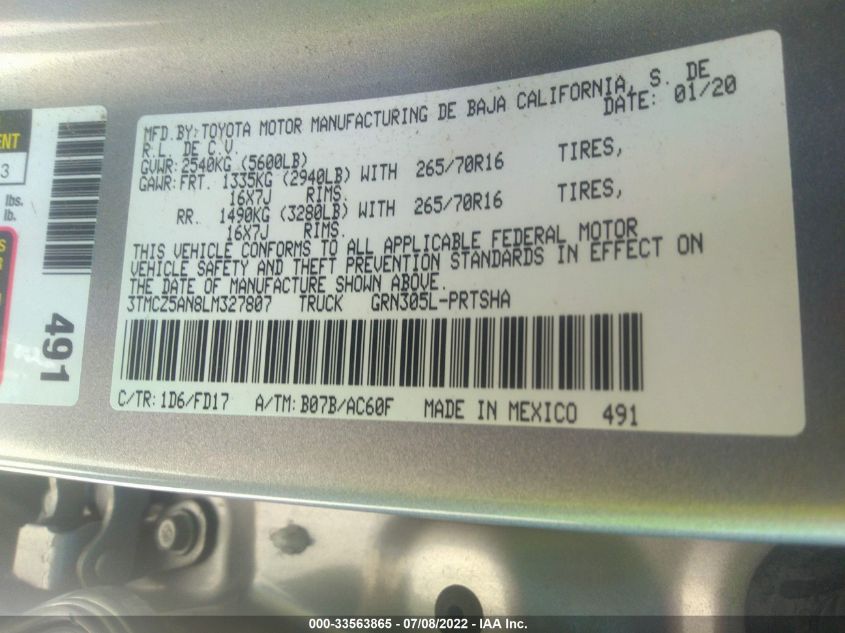 MFD.BY:TOYOTA MOTOR MANUFACTURING DE BAJA CALIFORNIA, S. DE
R.L. DE C.V. DATE: 01/20
GVWR:2540KG (5600LB)
GAWR:FRT. 1335KG (2940LB) WITH 265/70R16 TIRES,
16X7J RIMS.
RR. 1490KG (3280LB) WITH 265/70R16 TIRES,
16X7J RIMS.
THIS VEHICLE CONFORMS TO ALL APPLICABLE FEDERAL MOTOR
VEHICLE SAFETY AND THEFT PREVENTION STANDARDS IN EFFECT ON
THE DATE OF MANUFACTURE SHOWN ABOVE.
3TMCZ5AN8LM327807 TRUCK GRN305L-PRTSHA
C/TR:1D6/FD17 A/TM:B07B/AC60F MADE IN MEXICO 491
ENT
3
lbs.
lb.
S
R
491
000-33563865 - 07/08/2022 - IAA Inc.